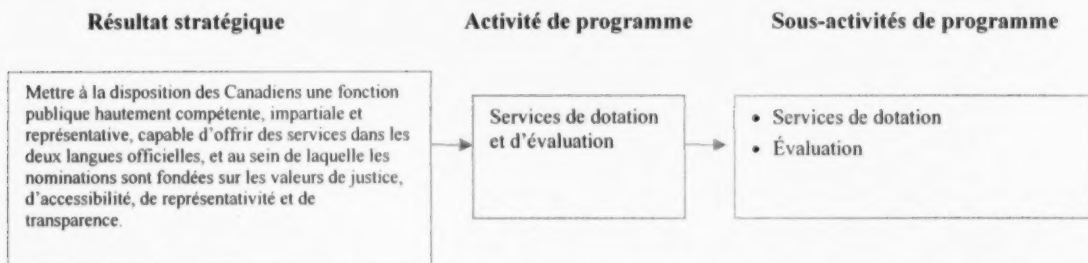 Résultat stratégique
Activité de programme
Sous-activités de programme
Mettre à la disposition des Canadiens une fonction
publique hautement compétente, impartiale et
représentative, capable d'offrir des services dans les
deux langues officielles, et au sein de laquelle les
nominations sont fondées sur les valeurs de justice,
d'accessibilité, de représentativité et de
transparence.
Services de dotation
et d'évaluation
• Services de dotation
• Évaluation